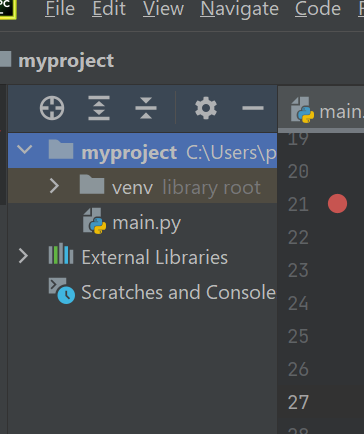 PC File Edit View Navigate Code
myproject
main.
myproject C:\Users\p
19
venv library root
20
main.py
21
External Libraries
22
Scratches and Console
23
24
25
26
27
28